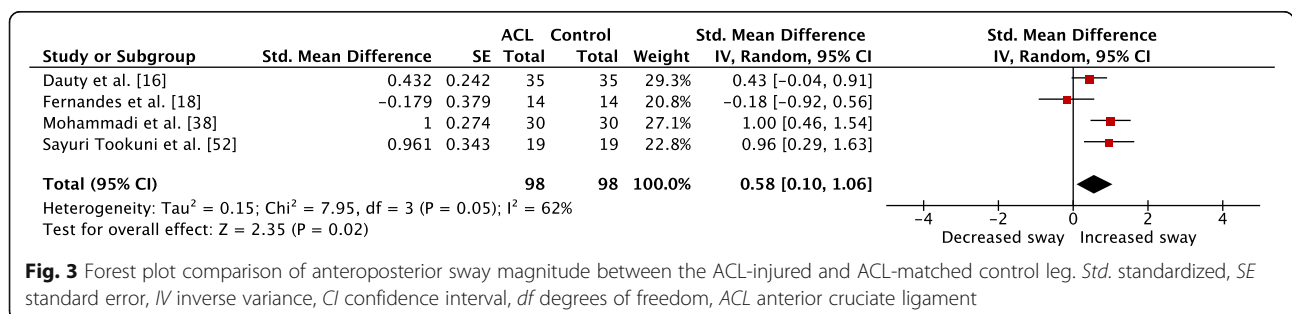 ACL Control Std. Mean Difference Std. Mean Difference
Study or Subgroup Std. Mean Difference SE Total Total Weight IV, Random, 95% CI IV, Random, 95% CI
Dauty et al. [16] 0.432 0.242 35 35 29.3% 0.43 [-0.04, 0.91]
Fernandes et al. [18] -0.179 0.379 14 14 20.8% -0.18 [-0.92, 0.56]
Mohammadi et al. [38] 1 0.274 30 30 27.1% 1.00 [0.46, 1.54]
Sayuri Tookuni et al. [52] 0.961 0.343 19 19 22.8% 0.96 [0.29, 1.63]
Total (95% CI) 98 98 100.0% 0.58 [0.10, 1.06]
Heterogeneity: Tau² = 0.15; Chi² = 7.95, df = 3 (P = 0.05); I² = 62%
Test for overall effect: Z = 2.35 (P = 0.02)
-4 -2 0 2 4
Decreased sway Increased sway
Fig. 3 Forest plot comparison of anteroposterior sway magnitude between the ACL-injured and ACL-matched control leg. Std. standardized, SE
standard error, IV inverse variance, CI confidence interval, df degrees of freedom, ACL anterior cruciate ligament